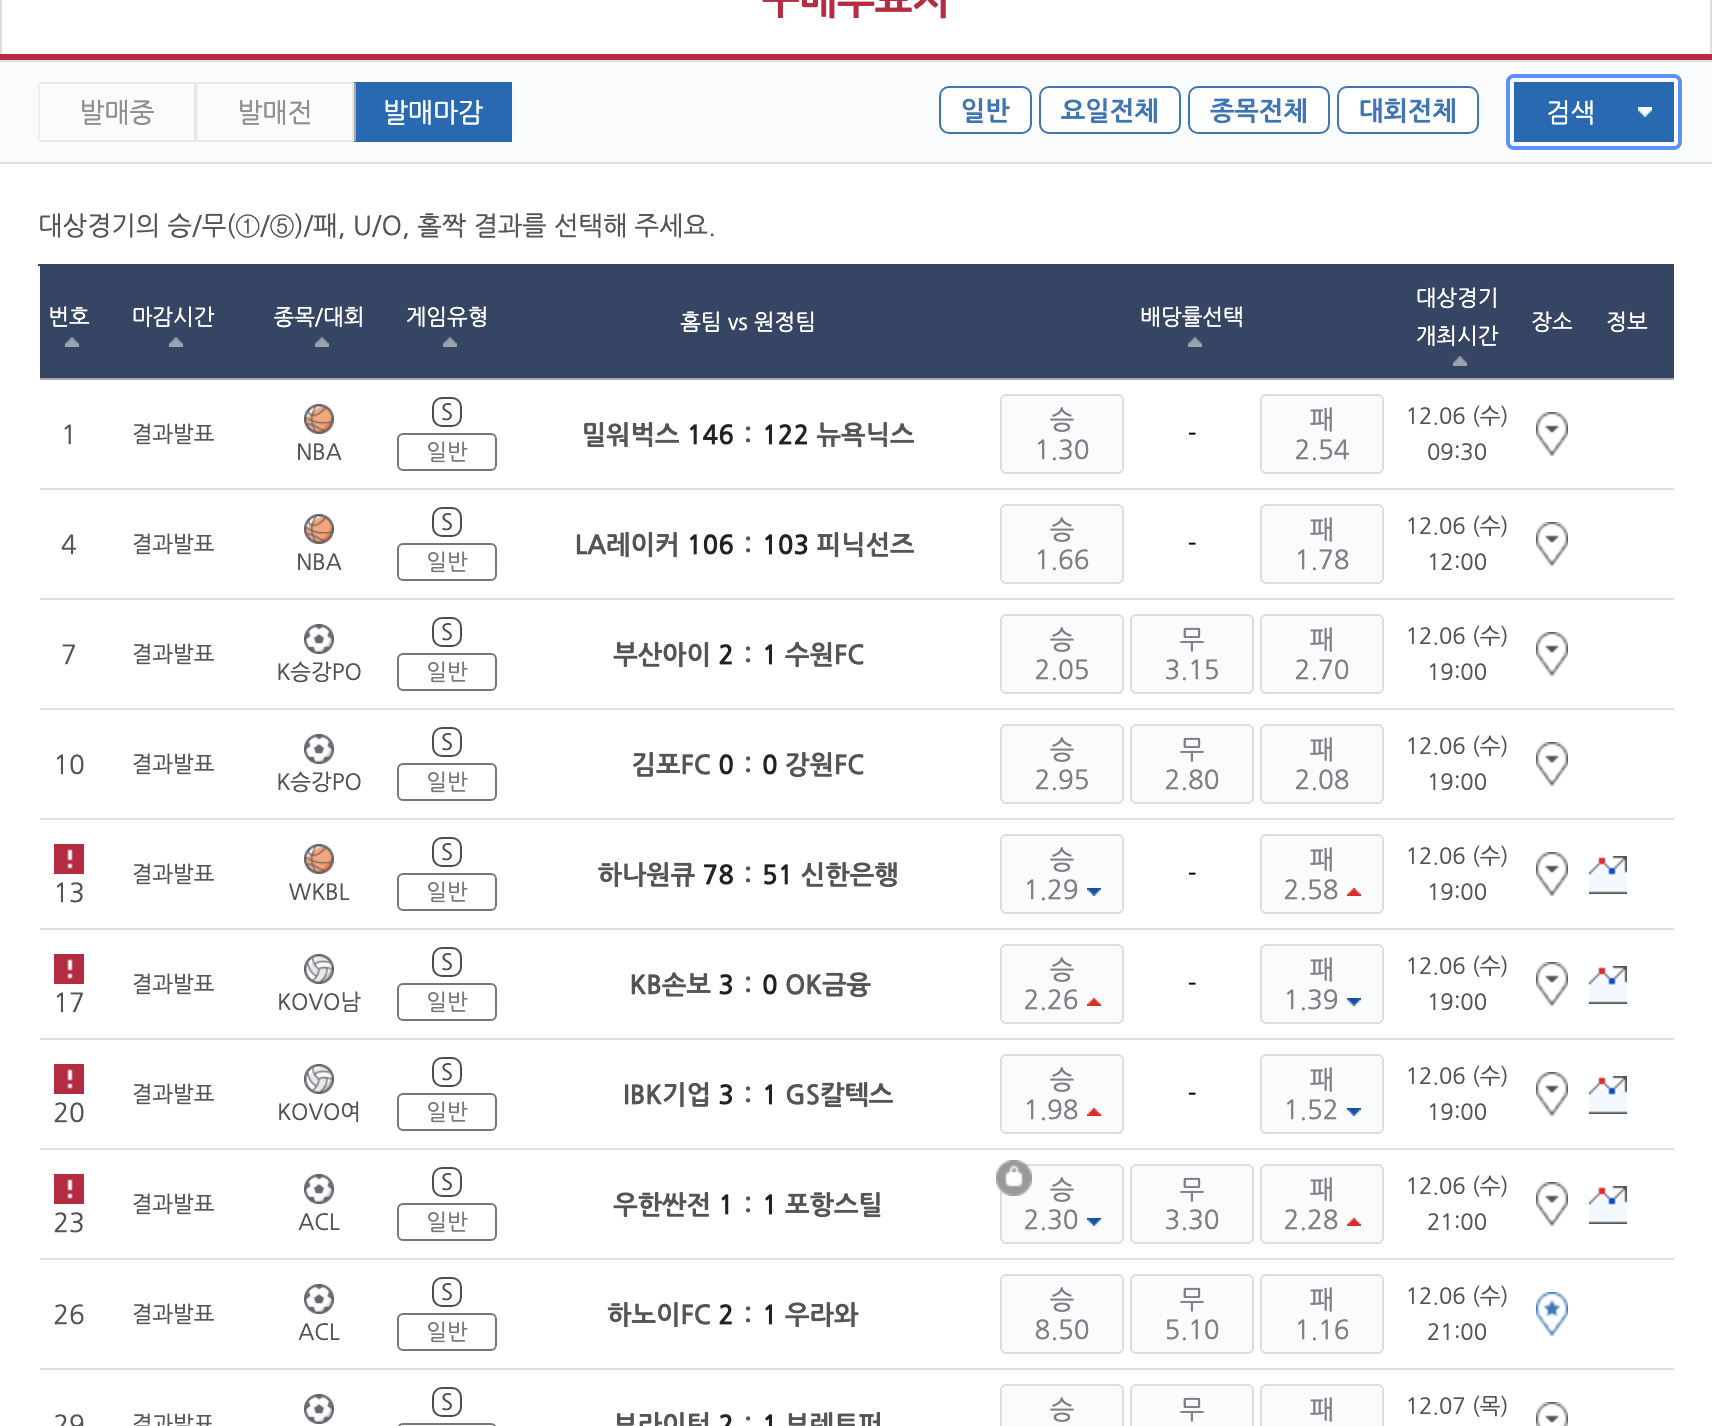 구매투표지
발매중 발매전 발매마감 일반 요일전체 종목전체 대회전체 검색
대상경기의 승/무(①/⑤)/패, U/O, 홀짝 결과를 선택해 주세요.
번호 마감시간 종목/대회 게임유형 홈팀 vs 원정팀 배당률선택 대상경기 개최시간 장소 정보
1 결과발표 NBA S 일반 밀워벅스 146 : 122 뉴욕닉스 승 1.30 - 패 2.54 12.06 (수) 09:30
4 결과발표 NBA S 일반 LA레이커 106 : 103 피닉선즈 승 1.66 - 패 1.78 12.06 (수) 12:00
7 결과발표 K승강PO S 일반 부산아이 2 : 1 수원FC 승 2.05 무 3.15 패 2.70 12.06 (수) 19:00
10 결과발표 K승강PO S 일반 김포FC 0 : 0 강원FC 승 2.95 무 2.80 패 2.08 12.06 (수) 19:00
! 13 결과발표 WKBL S 일반 하나원큐 78 : 51 신한은행 승 1.29 - 패 2.58 12.06 (수) 19:00
! 17 결과발표 KOVO남 S 일반 KB손보 3 : 0 OK금융 승 2.26 - 패 1.39 12.06 (수) 19:00
! 20 결과발표 KOVO여 S 일반 IBK기업 3 : 1 GS칼텍스 승 1.98 - 패 1.52 12.06 (수) 19:00
! 23 결과발표 ACL S 일반 우한싼전 1 : 1 포항스틸 승 2.30 무 3.30 패 2.28 12.06 (수) 21:00
26 결과발표 ACL S 일반 하노이FC 2 : 1 우라와 승 8.50 무 5.10 패 1.16 12.06 (수) 21:00
29 결과발표 S 브라이턴 2 : 1 브렌트퍼 승 무 패 12.07 (목)